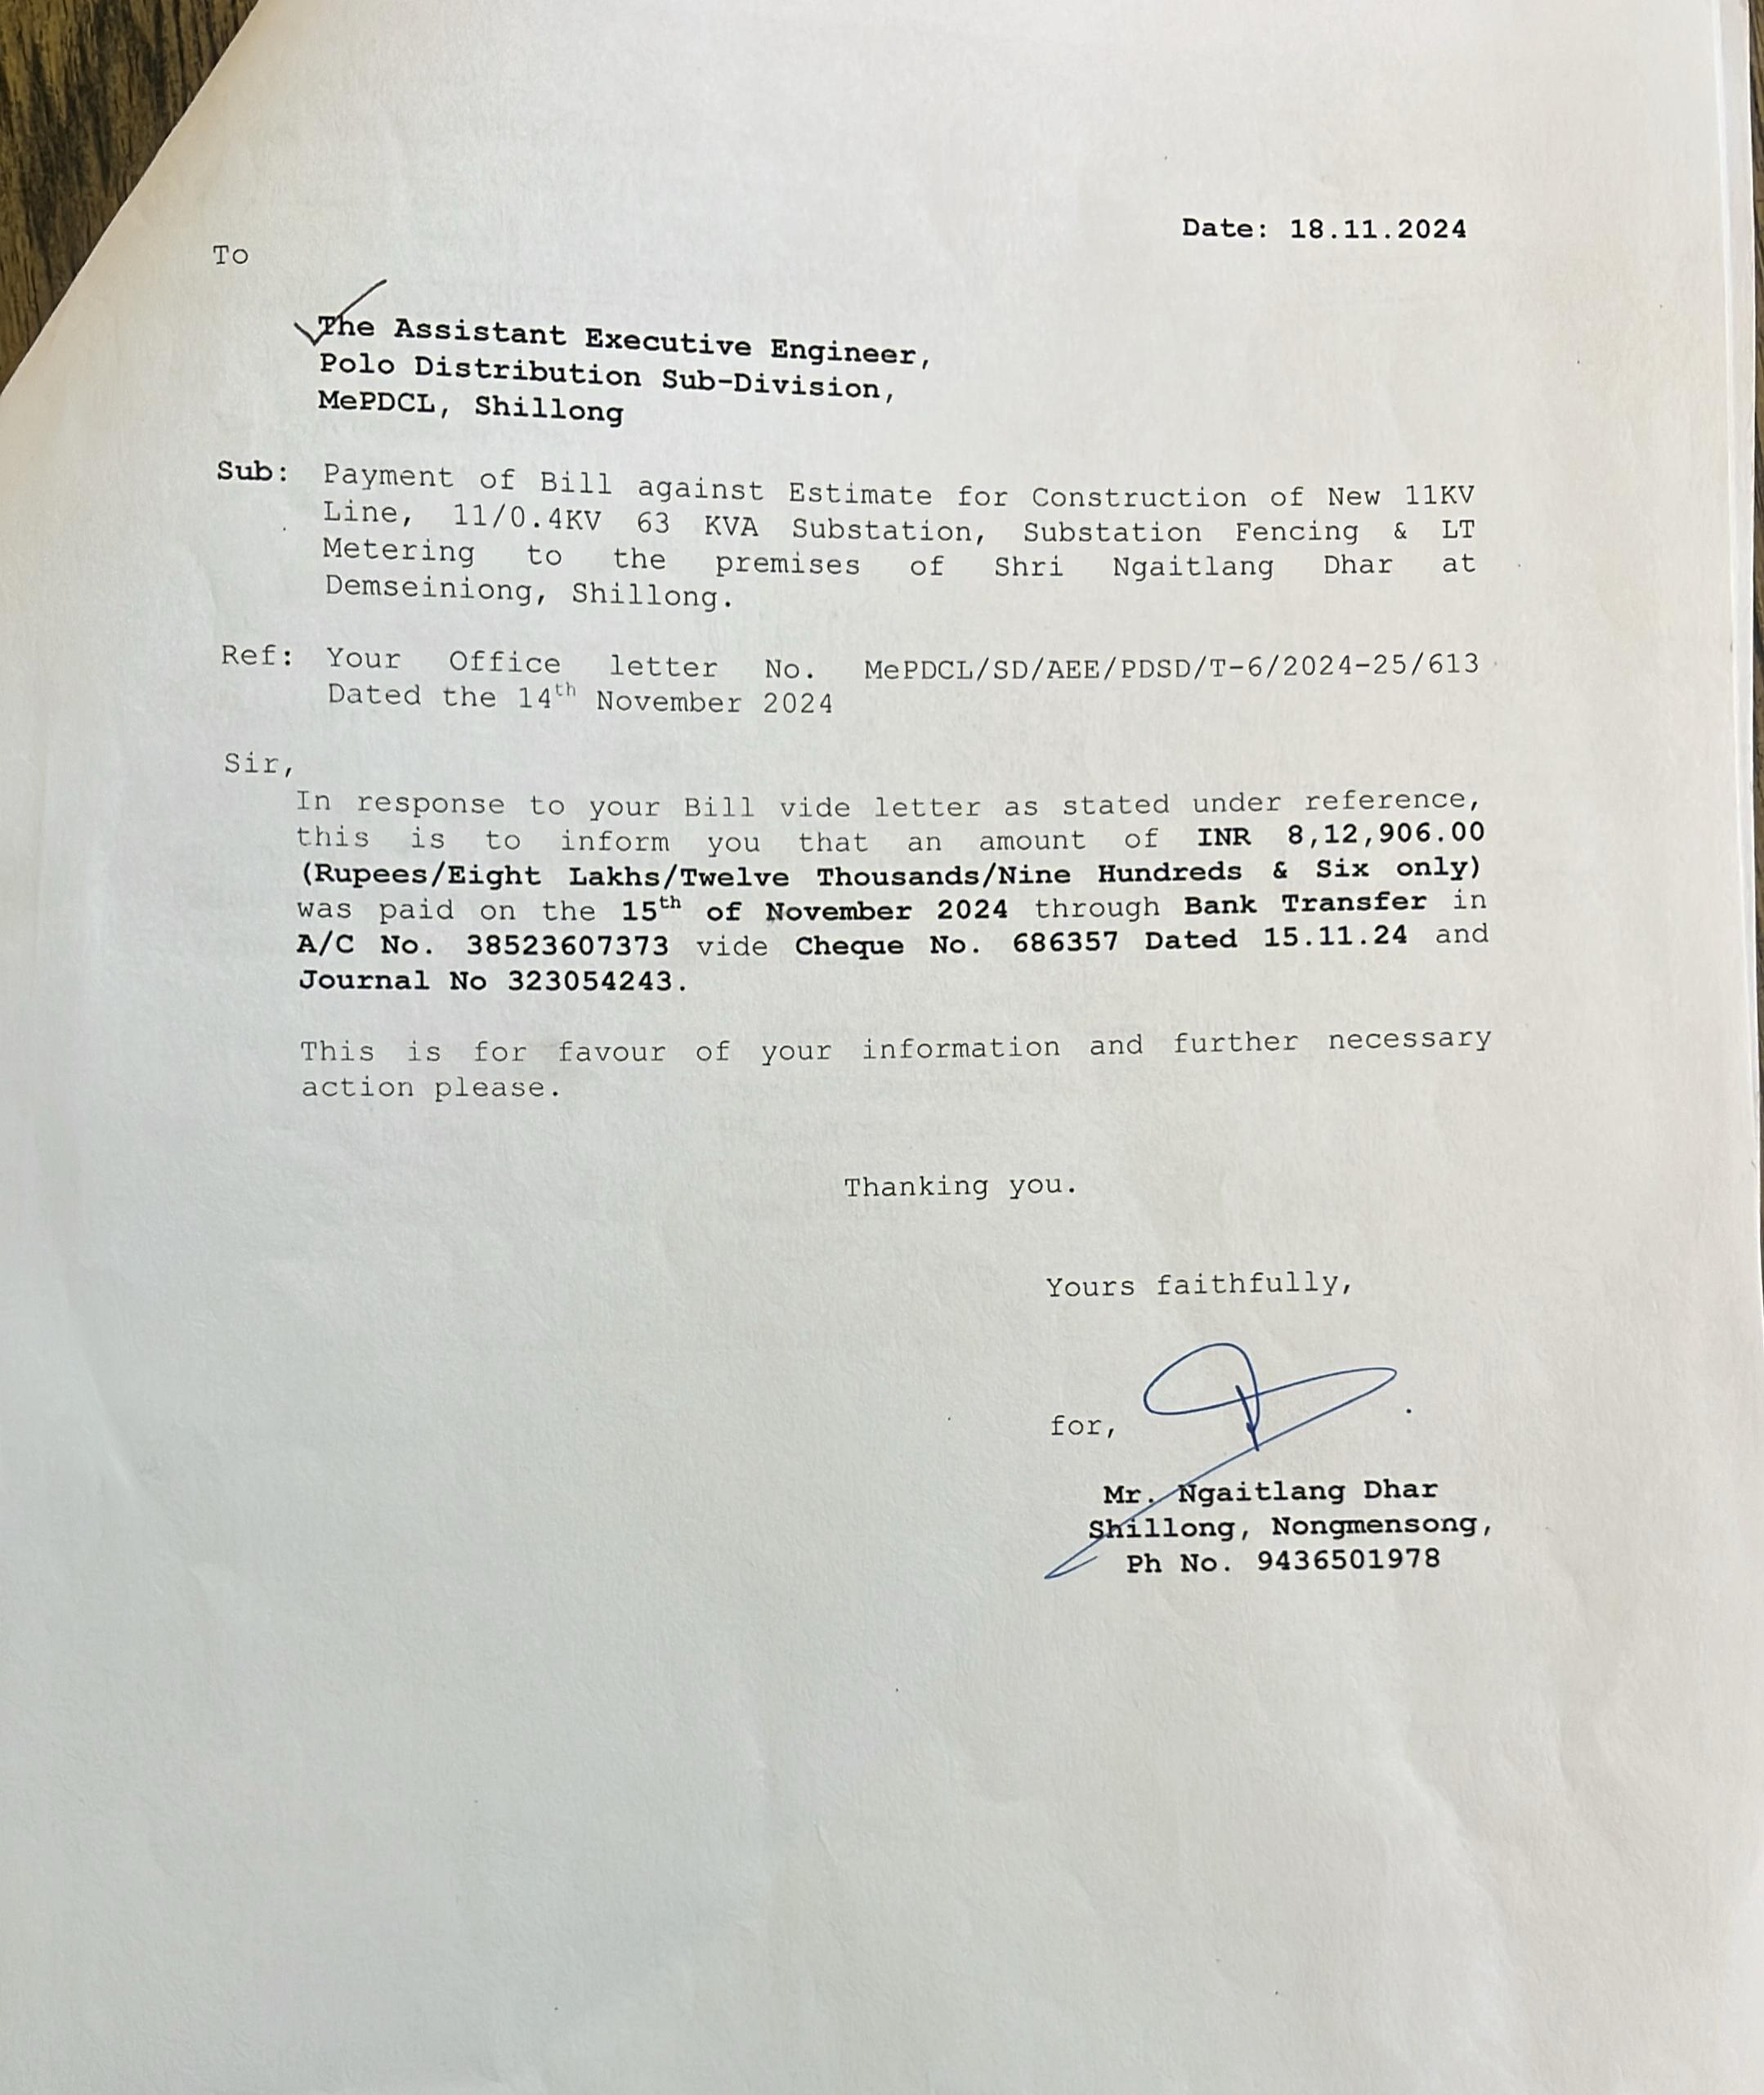 Date: 18.11.2024
To
The Assistant Executive Engineer,
Polo Distribution Sub-Division,
MePDCL, Shillong
Sub: Payment of Bill against Estimate for Construction of New 11KV
Line, 11/0.4KV 63 KVA Substation, Substation Fencing & LT
Metering to the premises of Shri Ngaitlang Dhar at
Demseiniong, Shillong.
Ref: Your Office letter No. MePDCL/SD/AEE/PDSD/T-6/2024-25/613
Dated the 14th November 2024
Sir,
In response to your Bill vide letter as stated under reference,
this is to inform you that an amount of INR 8,12,906.00
(Rupees/Eight Lakhs/Twelve Thousands/Nine Hundreds & Six only)
was paid on the 15th of November 2024 through Bank Transfer in
A/C No. 38523607373 vide Cheque No. 686357 Dated 15.11.24 and
Journal No 323054243.
This is for favour of your information and further necessary
action please.
Thanking you.
Yours faithfully,
for,
Mr. Ngaitlang Dhar
Shillong, Nongmensong,
Ph No. 9436501978